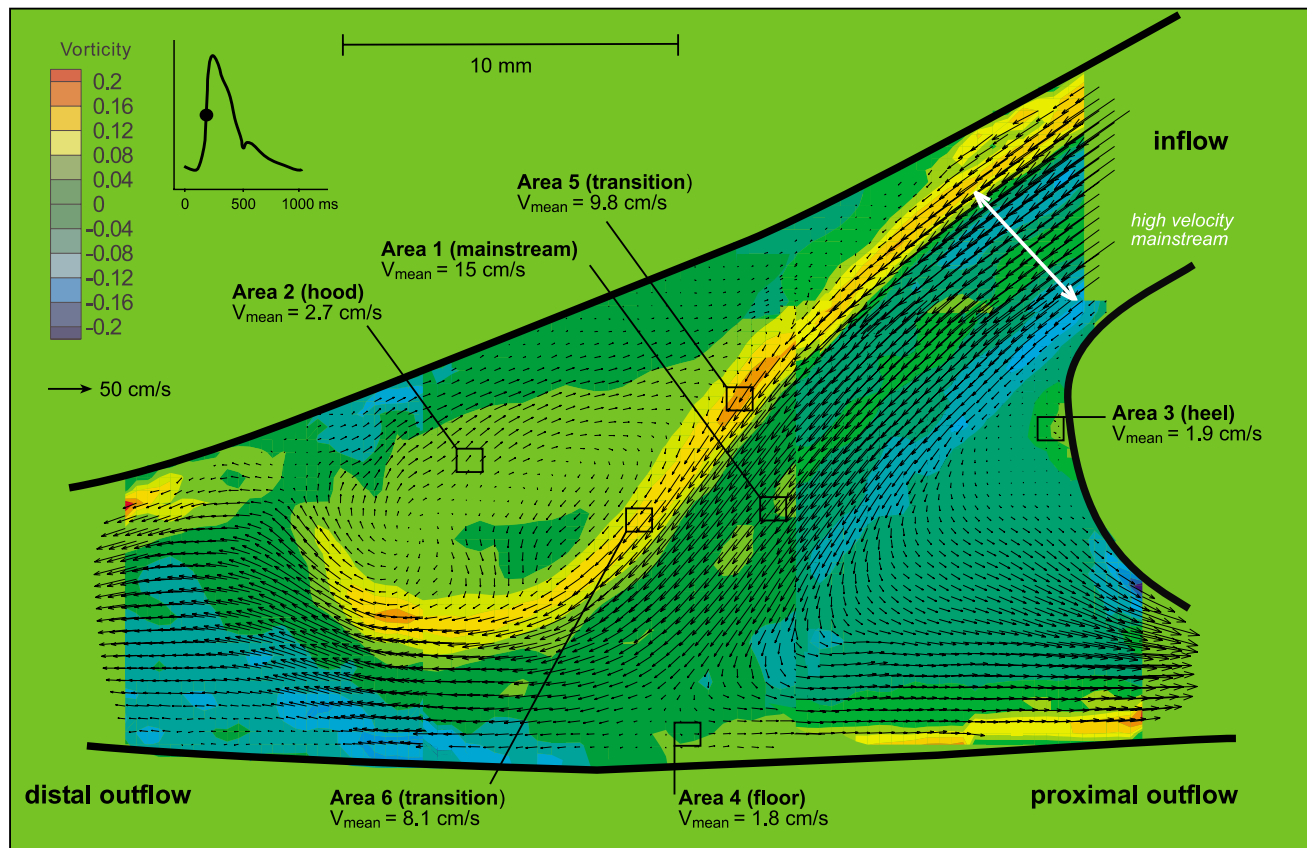 Vorticity
0.2
0.16
0.12
0.08
0.04
0
-0.04
-0.08
-0.12
-0.16
-0.2
0 500 1000 ms
50 cm/s
10 mm
inflow
high velocity
mainstream
Area 5 (transition)
Vmean = 9.8 cm/s
Area 1 (mainstream)
Vmean = 15 cm/s
Area 2 (hood)
Vmean = 2.7 cm/s
Area 3 (heel)
Vmean = 1.9 cm/s
distal outflow
Area 6 (transition)
Vmean = 8.1 cm/s
Area 4 (floor)
Vmean = 1.8 cm/s
proximal outflow